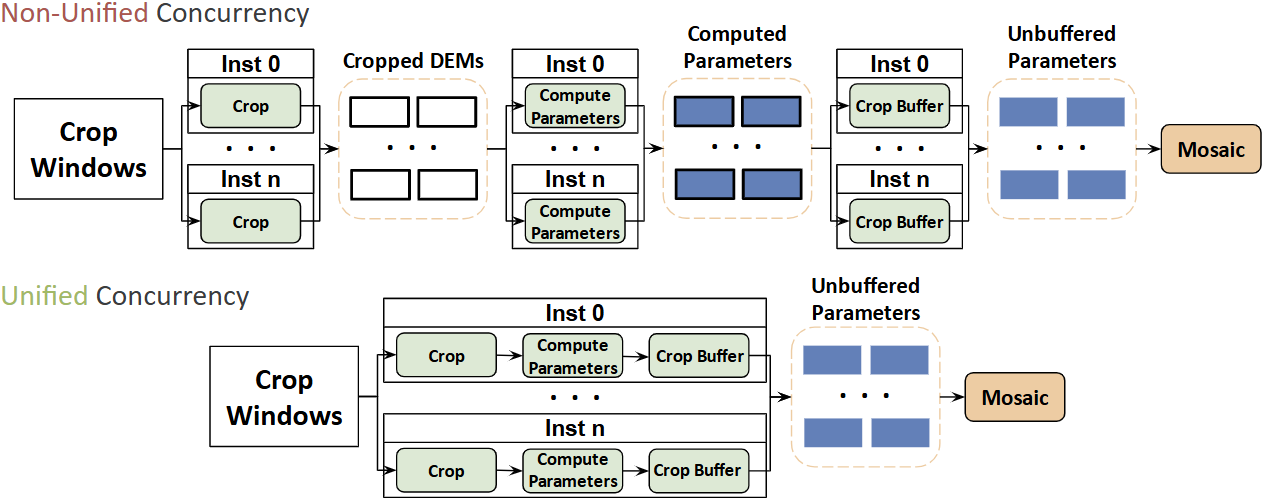 Non-Unified Concurrency
Crop
Windows
Inst 0
Crop
. . .
Inst n
Crop
Cropped DEMs
. . .
Inst 0
Compute
Parameters
. . .
Inst n
Compute
Parameters
Computed
Parameters
. . .
Inst 0
Crop Buffer
. . .
Inst n
Crop Buffer
Unbuffered
Parameters
. . .
Mosaic
Unified Concurrency
Crop
Windows
Inst 0
Crop
Compute
Parameters
Crop Buffer
. . .
Inst n
Crop
Compute
Parameters
Crop Buffer
Unbuffered
Parameters
. . .
Mosaic